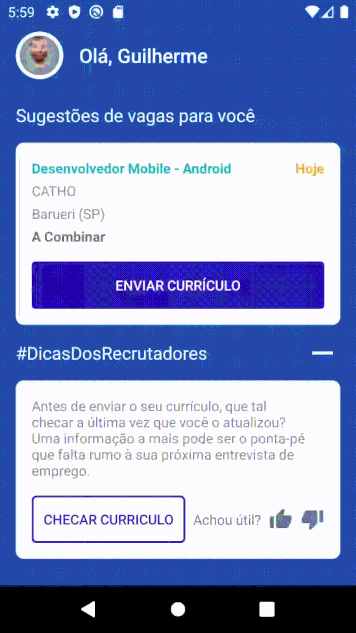 5:59
Olá, Guilherme
Sugestões de vagas para você
Desenvolvedor Mobile - Android Hoje
CATHO
Barueri (SP)
A Combinar
ENVIAR CURRÍCULO
#DicasDosRecrutadores
Antes de enviar o seu currículo, que tal
checar a última vez que você o atualizou?
Uma informação a mais pode ser o ponta-pé
que falta rumo à sua próxima entrevista de
emprego.
CHECAR CURRICULO Achou útil?